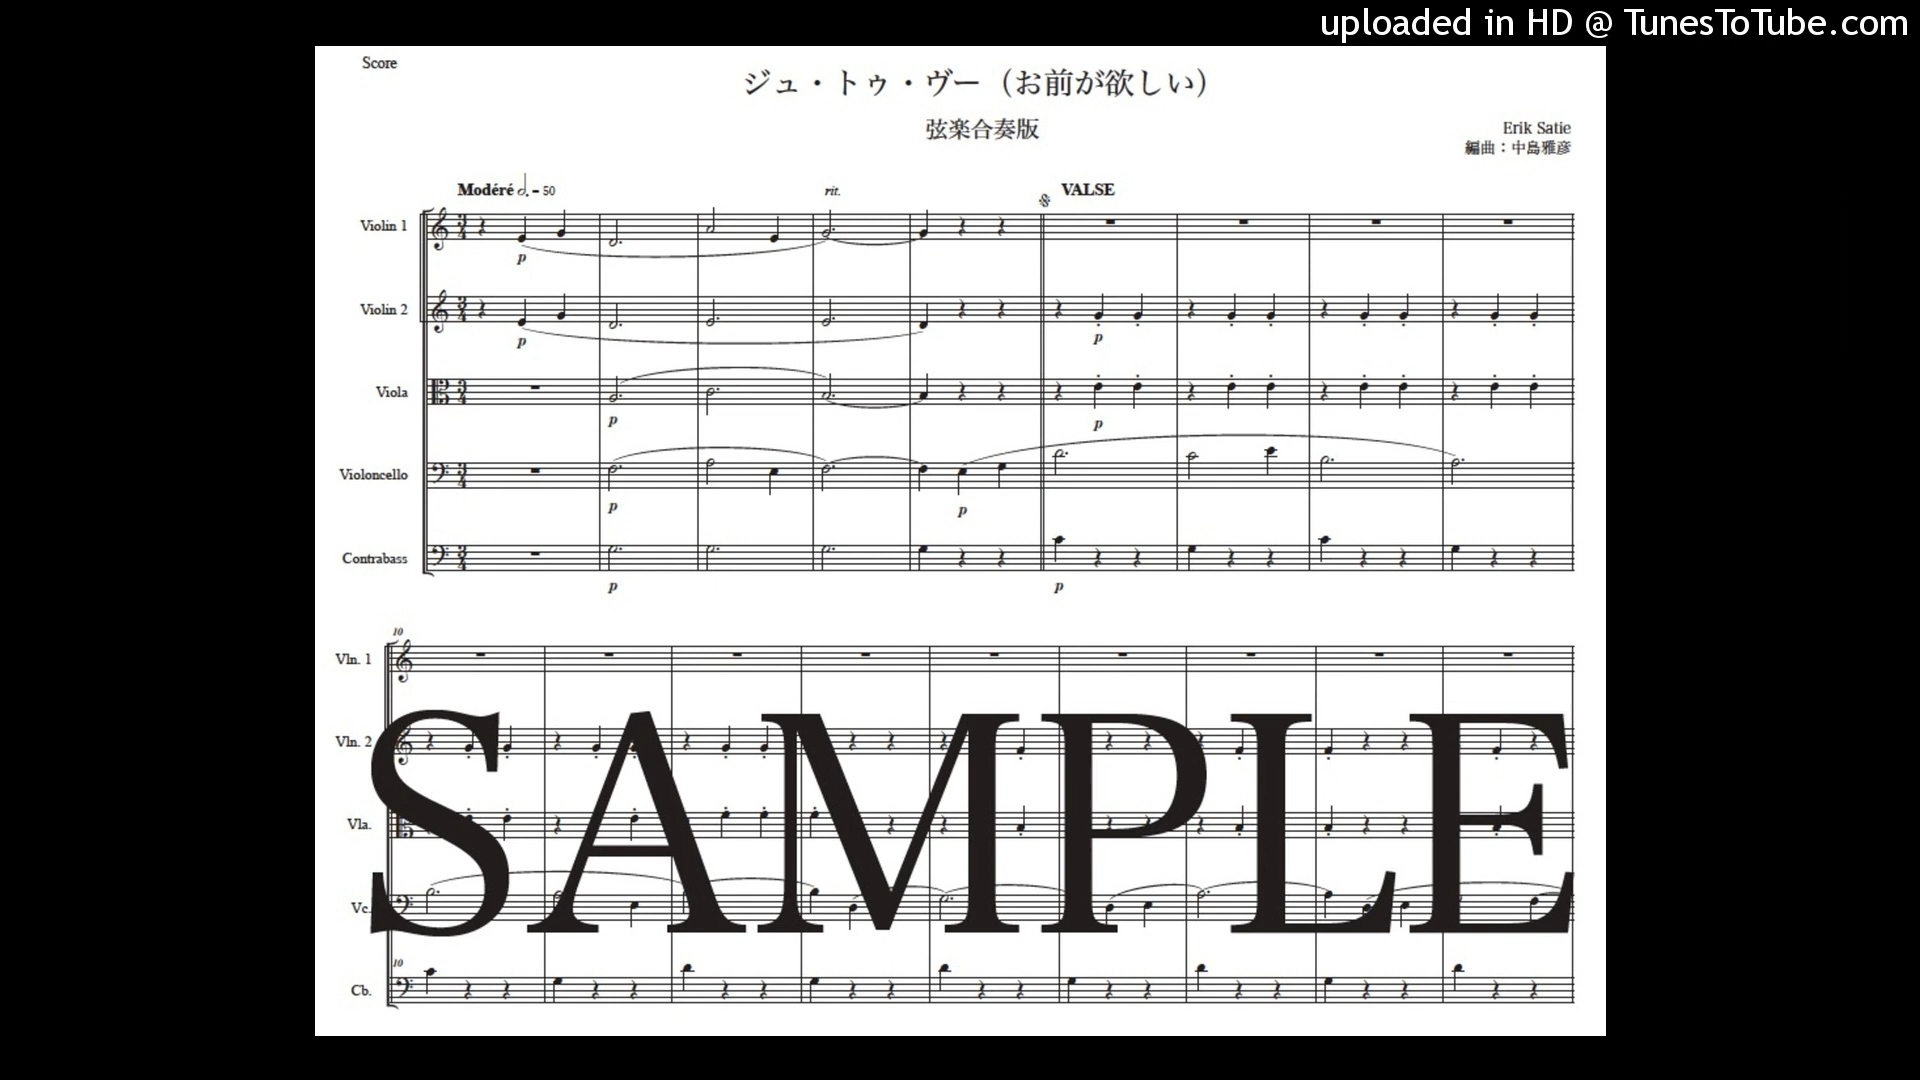 uploaded in HD @ TunesToTube.com
Score
ジュ・トゥ・ヴー（お前が欲しい）
弦楽合奏版
Erik Satie
編曲：中島雅彦
Modéré = 50
rit.
VALSE
Violin 1
p
Violin 2
p
p
Viola
p
p
Violoncello
p
p
Contrabass
p
p
10
Vln. 1
Vln. 2
SAMPLE
Vla.
Vc.
10
Cb.